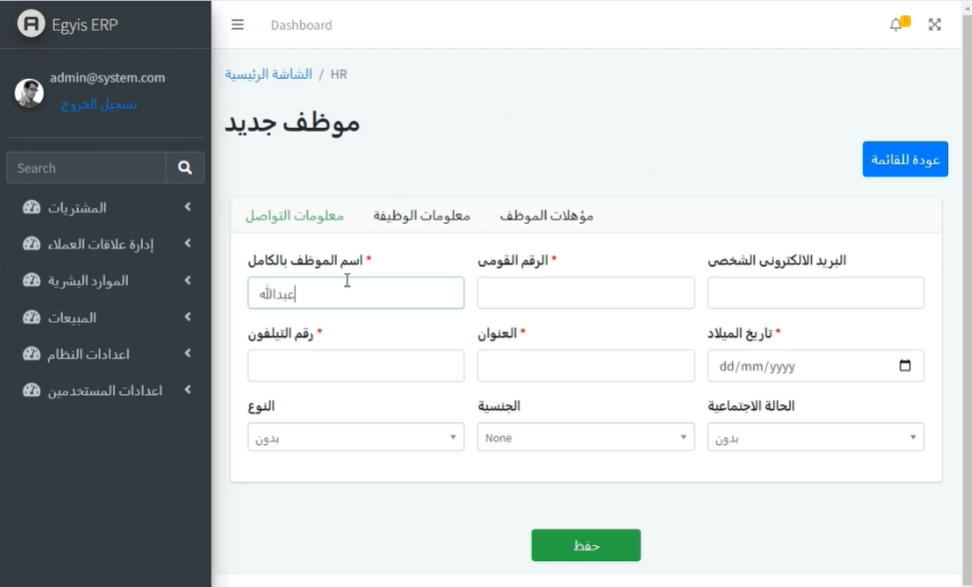 Egyis ERP
Dashboard
0
admin@system.com
تسجيل الخروج
Search
المشتريات
إدارة علاقات العملاء
الموارد البشرية
المبيعات
اعدادات النظام
اعدادات المستخدمين
الشاشة الرئيسية / HR
موظف جديد
عودة للقائمة
معلومات التواصل
معلومات الوظيفة
مؤهلات الموظف
اسم الموظف بالكامل *
الرقم القومى *
البريد الالكترونى الشخصى
عبدالله
رقم التيلفون *
العنوان *
تاريخ الميلاد *
dd/mm/yyyy
النوع
الجنسية
الحالة الاجتماعية
بدون
None
بدون
حفظ